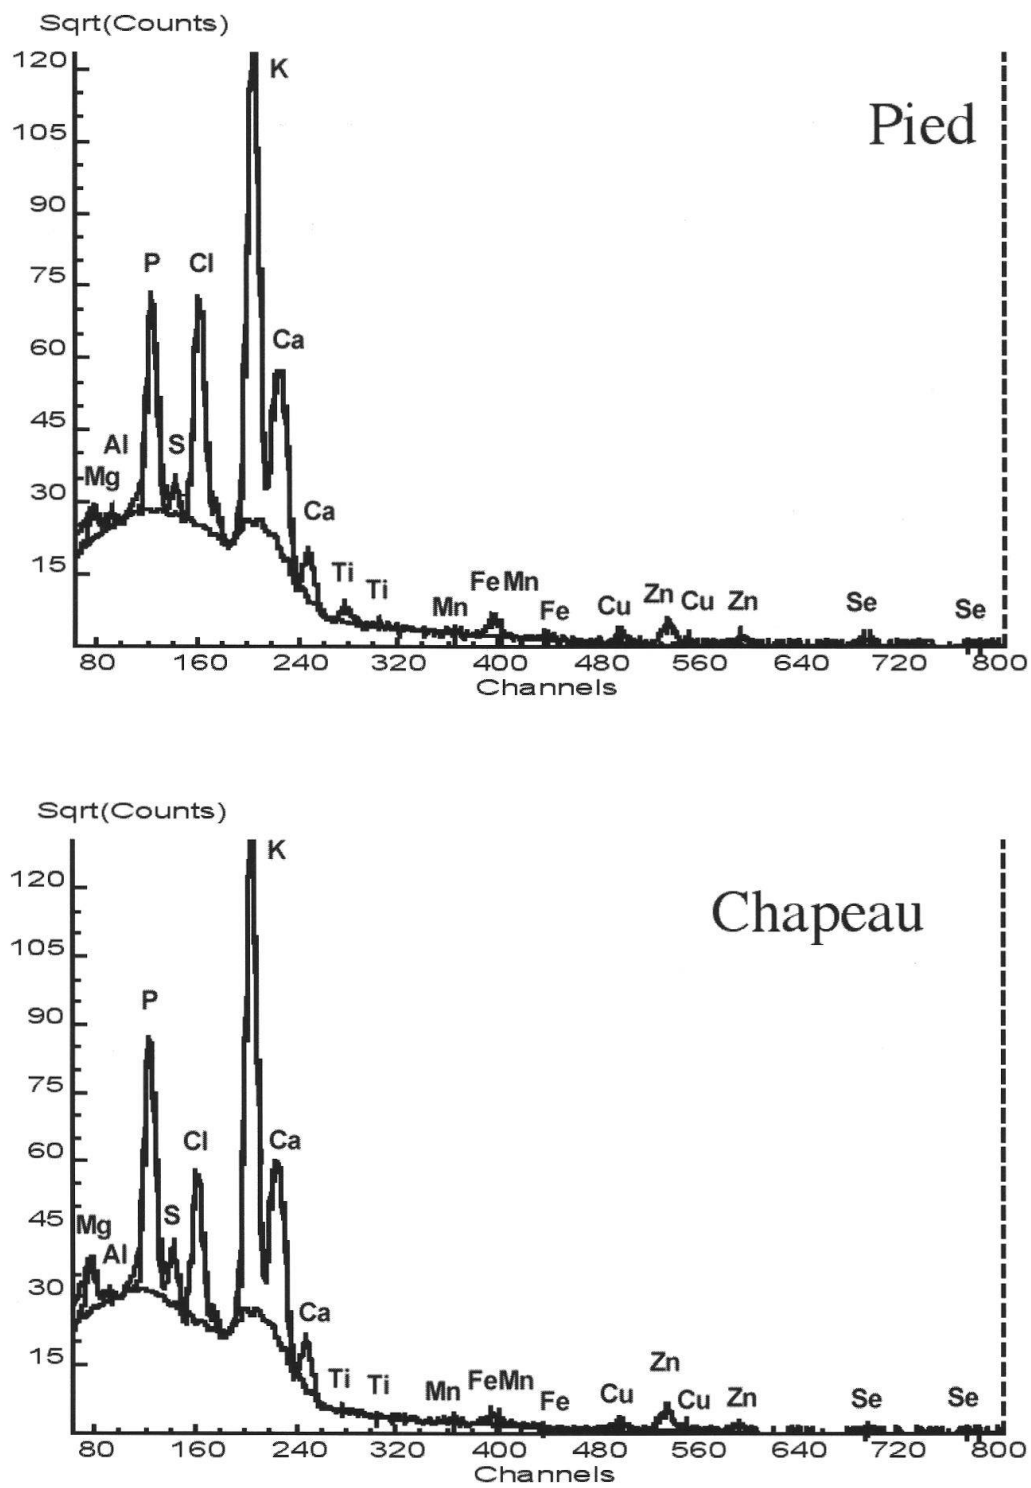 Sqrt(Counts)
120
K
Pied
105
90
P Cl
75
Ca
60
45
Al S
Mg
30
Ca
15
Ti Ti Mn Fe Mn Fe Cu Zn Cu Zn Se Se
80 160 240 320 400 480 560 640 720 800
Channels
Sqrt(Counts)
K
120
Chapeau
105
P
90
75
Cl Ca
60
45
Mg S
Al
30
Ca
15
Ti Ti Mn Fe Mn Fe Cu Zn Cu Zn Se Se
80 160 240 320 400 480 560 640 720 800
Channels